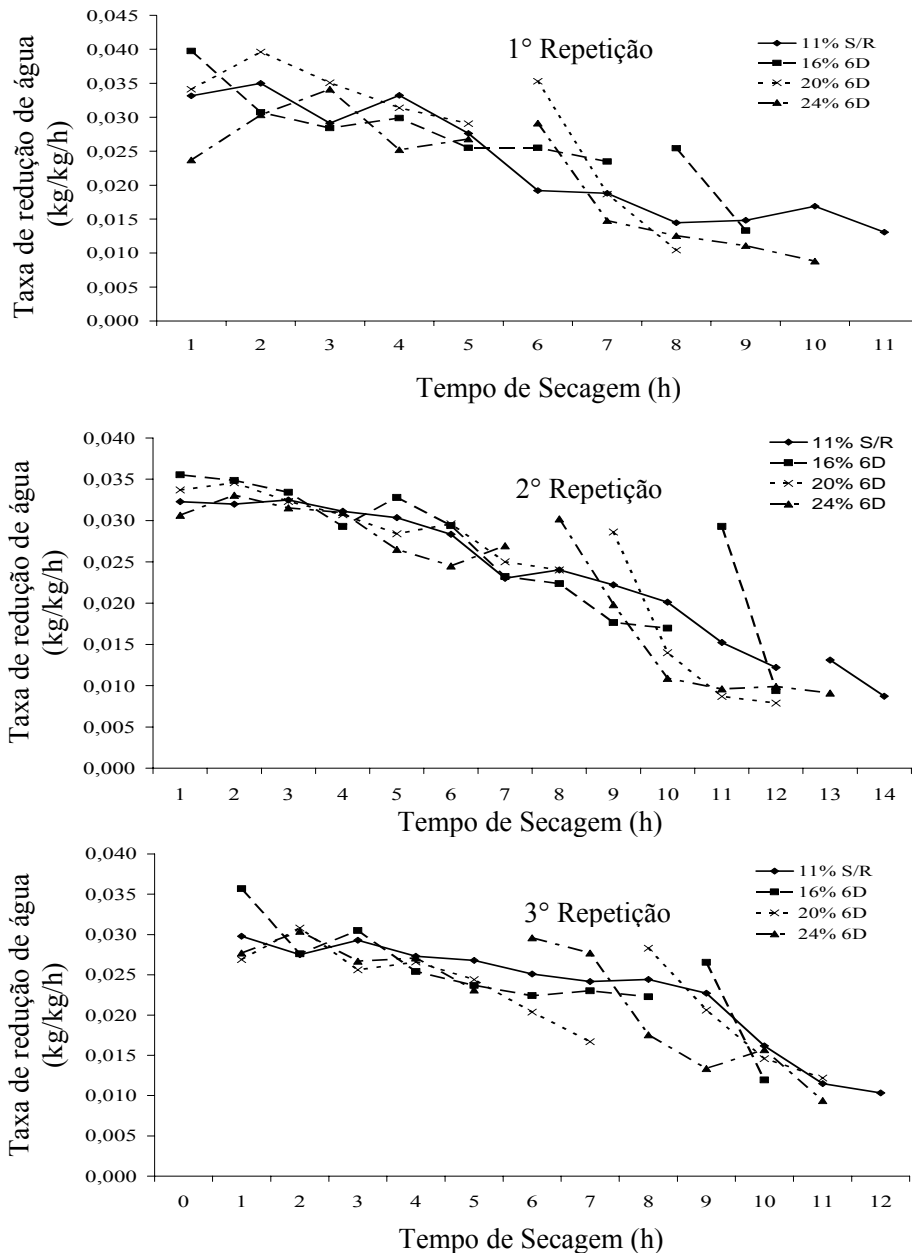 Taxa de redução de água
(kg/kg/h)
0,045
0,040
0,035
0,030
0,025
0,020
0,015
0,010
0,005
0,000
1° Repetição
11% S/R
16% 6D
20% 6D
24% 6D
1 2 3 4 5 6 7 8 9 10 11
Tempo de Secagem (h)
Taxa de redução de água
(kg/kg/h)
0,040
0,035
0,030
0,025
0,020
0,015
0,010
0,005
0,000
2° Repetição
11% S/R
16% 6D
20% 6D
24% 6D
1 2 3 4 5 6 7 8 9 10 11 12 13 14
Tempo de Secagem (h)
Taxa de redução de água
(kg/kg/h)
0,040
0,035
0,030
0,025
0,020
0,015
0,010
0,005
0,000
3° Repetição
11% S/R
16% 6D
20% 6D
24% 6D
0 1 2 3 4 5 6 7 8 9 10 11 12
Tempo de Secagem (h)